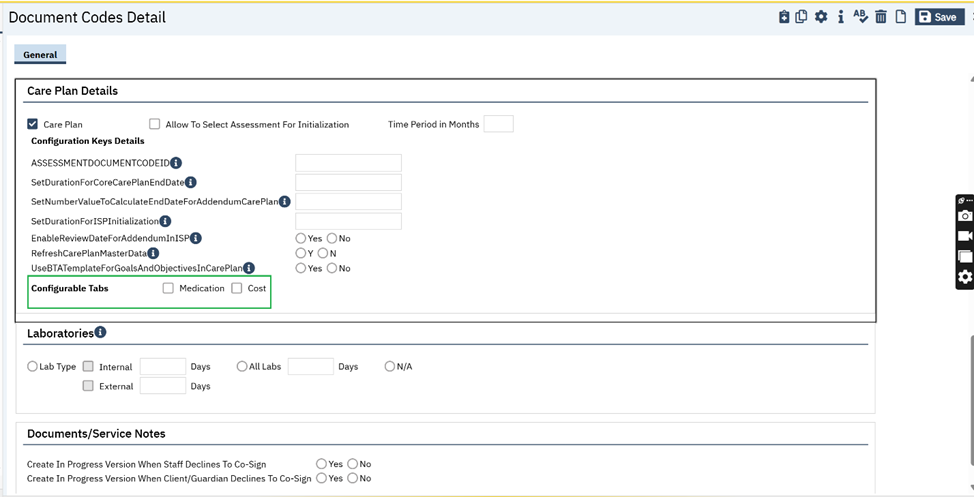 Document Codes Detail
Save
General
Care Plan Details
Care Plan Allow To Select Assessment For Initialization Time Period in Months
Configuration Keys Details
ASSESSMENTDOCUMENTCODEID
SetDurationForCoreCarePlanEndDate
SetNumberValueToCalculateEndDateForAddendumCarePlan
SetDurationForISPInitialization
EnableReviewDateForAddendumInISP Yes No
RefreshCarePlanMasterData Y N
UseBTATemplateForGoalsAndObjectivesInCarePlan Yes No
Configurable Tabs Medication Cost
Laboratories
Lab Type Internal Days All Labs Days N/A
External Days
Documents/Service Notes
Create In Progress Version When Staff Declines To Co-Sign Yes No
Create In Progress Version When Client/Guardian Declines To Co-Sign Yes No